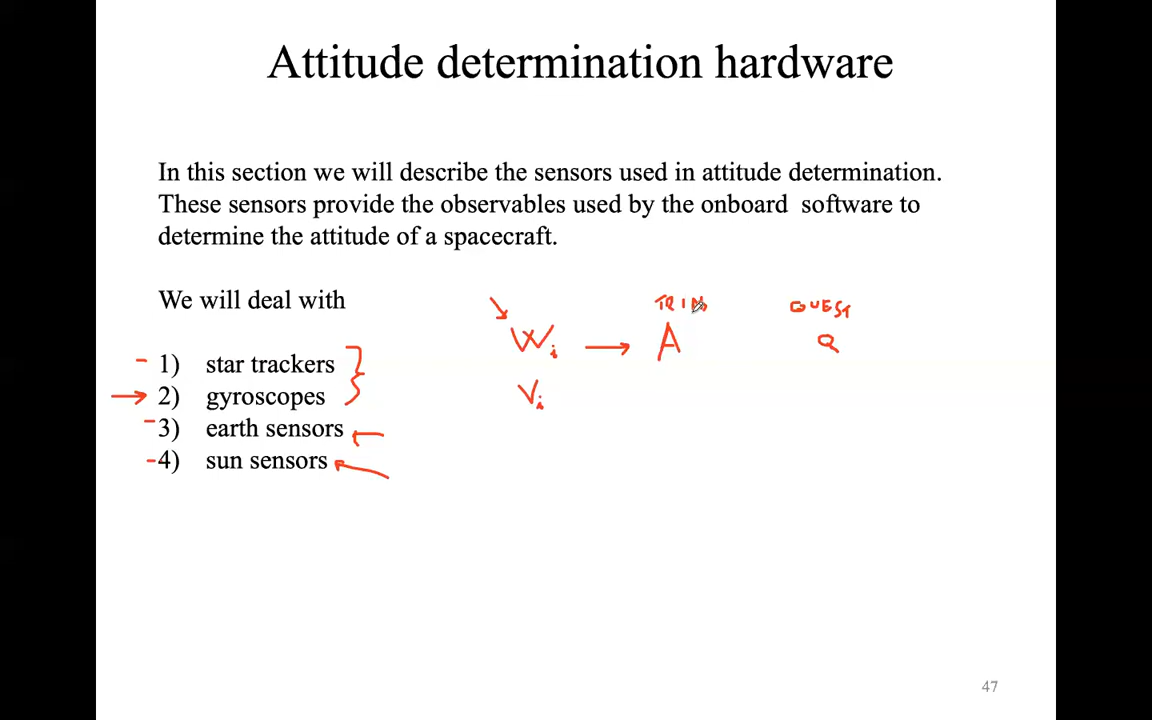 Attitude determination hardware
In this section we will describe the sensors used in attitude determination.
These sensors provide the observables used by the onboard software to
determine the attitude of a spacecraft.
We will deal with
TRIAD QUEST
Wi → A Q
- 1) star trackers
→ 2) gyroscopes
Vi
- 3) earth sensors
- 4) sun sensors
47